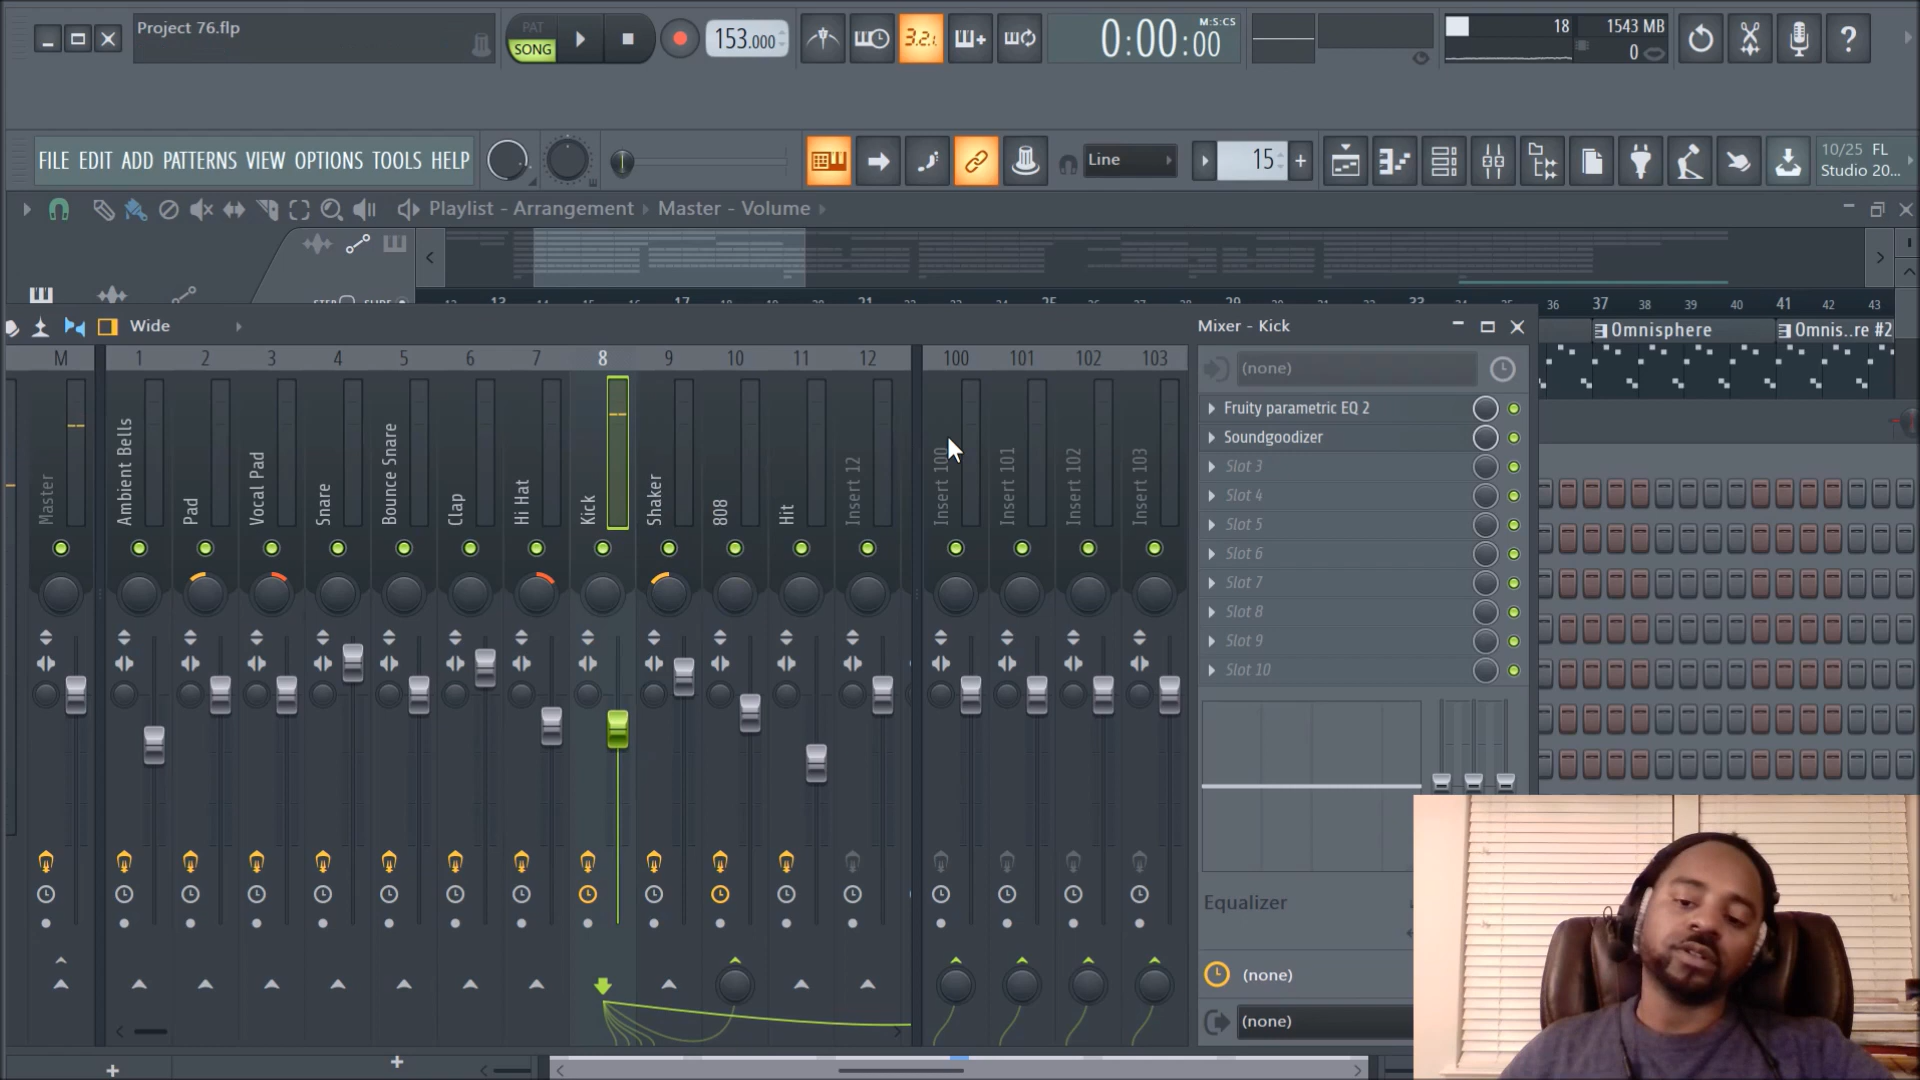 Project 76.flp
PAT
SONG
153.000
3.2.
M:S:CS
0:00:00
18
1543 MB
0
?
FILE EDIT ADD PATTERNS VIEW OPTIONS TOOLS HELP
Line
15
+
10/25 FL
Studio 20...
Playlist - Arrangement
Master - Volume
13 17 21 25 29 33 34 35 36 37 38 39 40 41 42 43
Omnisphere
Omnis..re #2
Wide
Mixer - Kick
M 1 2 3 4 5 6 7 8 9 10 11 12 100 101 102 103
Master
Ambient Bells
Pad
Vocal Pad
Snare
Bounce Snare
Clap
Hi Hat
Kick
Shaker
808
Hit
Insert 12
Insert 100
Insert 101
Insert 102
Insert 103
(none)
Fruity parametric EQ 2
Soundgoodizer
Slot 3
Slot 4
Slot 5
Slot 6
Slot 7
Slot 8
Slot 9
Slot 10
Equalizer
(none)
(none)